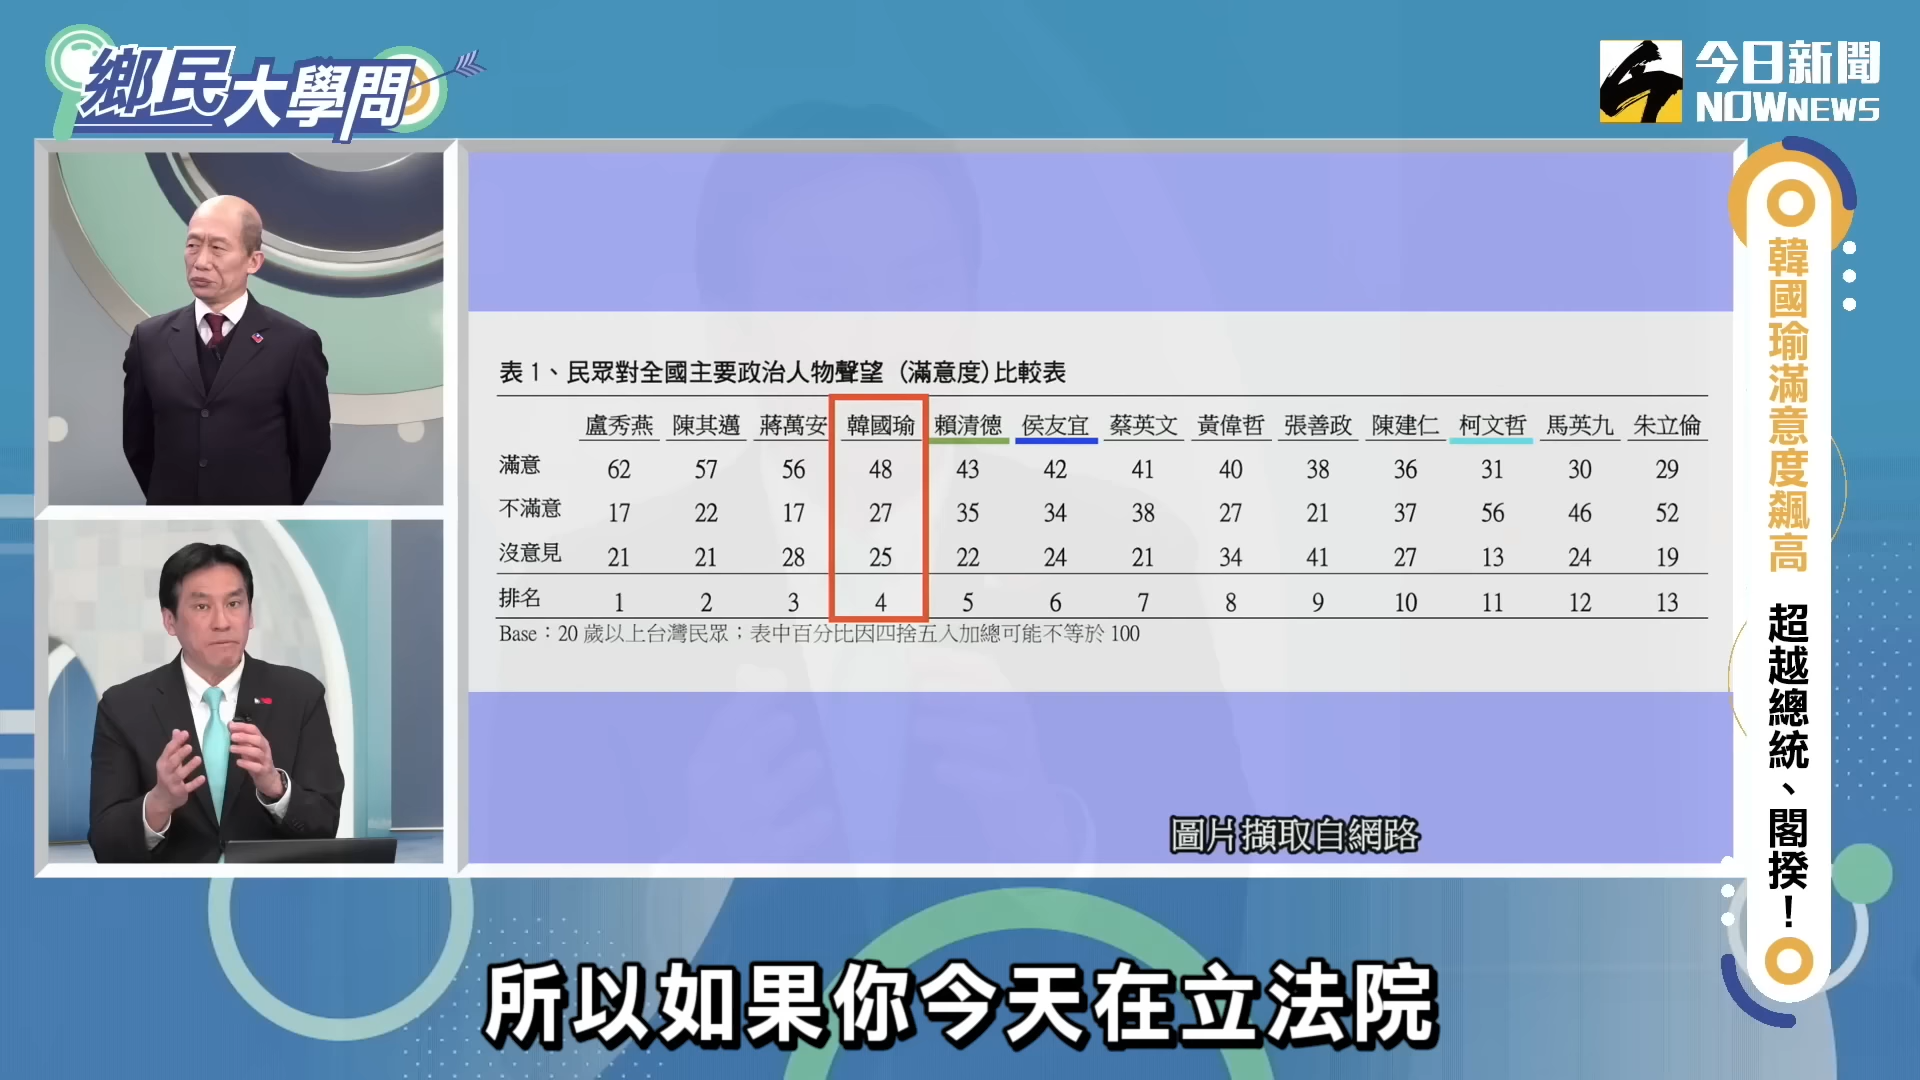 鄉民大學問
今日新聞
NOWNEWS
表1、民眾對全國主要政治人物聲望（滿意度）比較表
盧秀燕 陳其邁 蔣萬安 韓國瑜 賴清德 侯友宜 蔡英文 黃偉哲 張善政 陳建仁 柯文哲 馬英九 朱立倫
滿意 62 57 56 48 43 42 41 40 38 36 31 30 29
不滿意 17 22 17 27 35 34 38 27 21 37 56 46 52
沒意見 21 21 28 25 22 24 21 34 41 27 13 24 19
排名 1 2 3 4 5 6 7 8 9 10 11 12 13
Base：20 歲以上台灣民眾；表中百分比因四捨五入加總可能不等於 100
圖片擷取自網路
韓國瑜滿意度飆高 超越總統、閣揆！
所以如果你今天在立法院